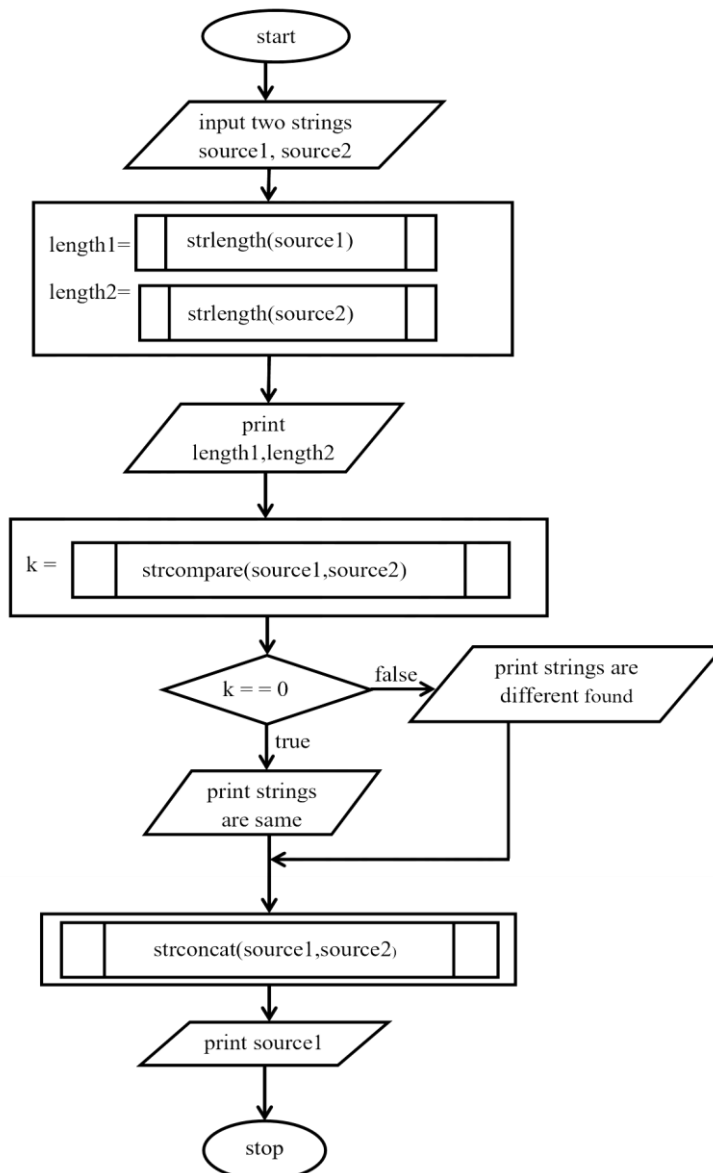 start
input two strings
source1, source2
length1=
strlength(source1)
length2=
strlength(source2)
print
length1,length2
k =
strcompare(source1,source2)
k = = 0
false
print strings are
different found
true
print strings
are same
strconcat(source1,source2)
print source1
stop